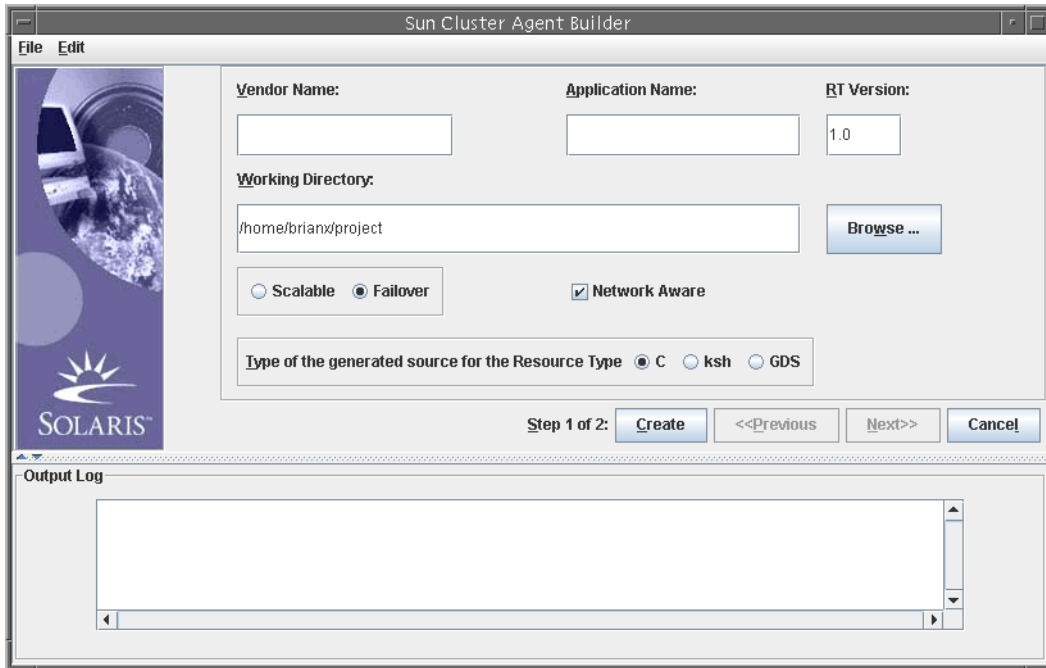 Sun Cluster Agent Builder
File Edit
Vendor Name: Application Name: RT Version:
1.0
Working Directory:
/home/brianx/project Browse ...
Scalable Failover Network Aware
Type of the generated source for the Resource Type C ksh GDS
SOLARIS™
Step 1 of 2: Create <<Previous Next>> Cancel
Output Log